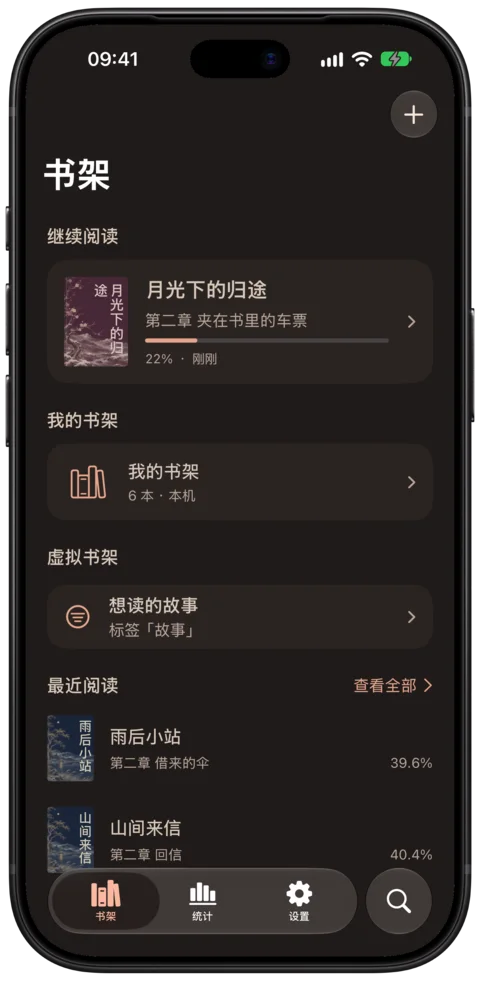 09:41
书架
继续阅读
月光下的归途
月光下的归途
第二章 夹在书里的车票
22% · 刚刚
我的书架
我的书架
6 本 · 本机
虚拟书架
想读的故事
标签「故事」
最近阅读
查看全部
雨后小站
雨后小站
第二章 借来的伞
39.6%
山间来信
山间来信
第二章 回信
40.4%
书架
统计
设置